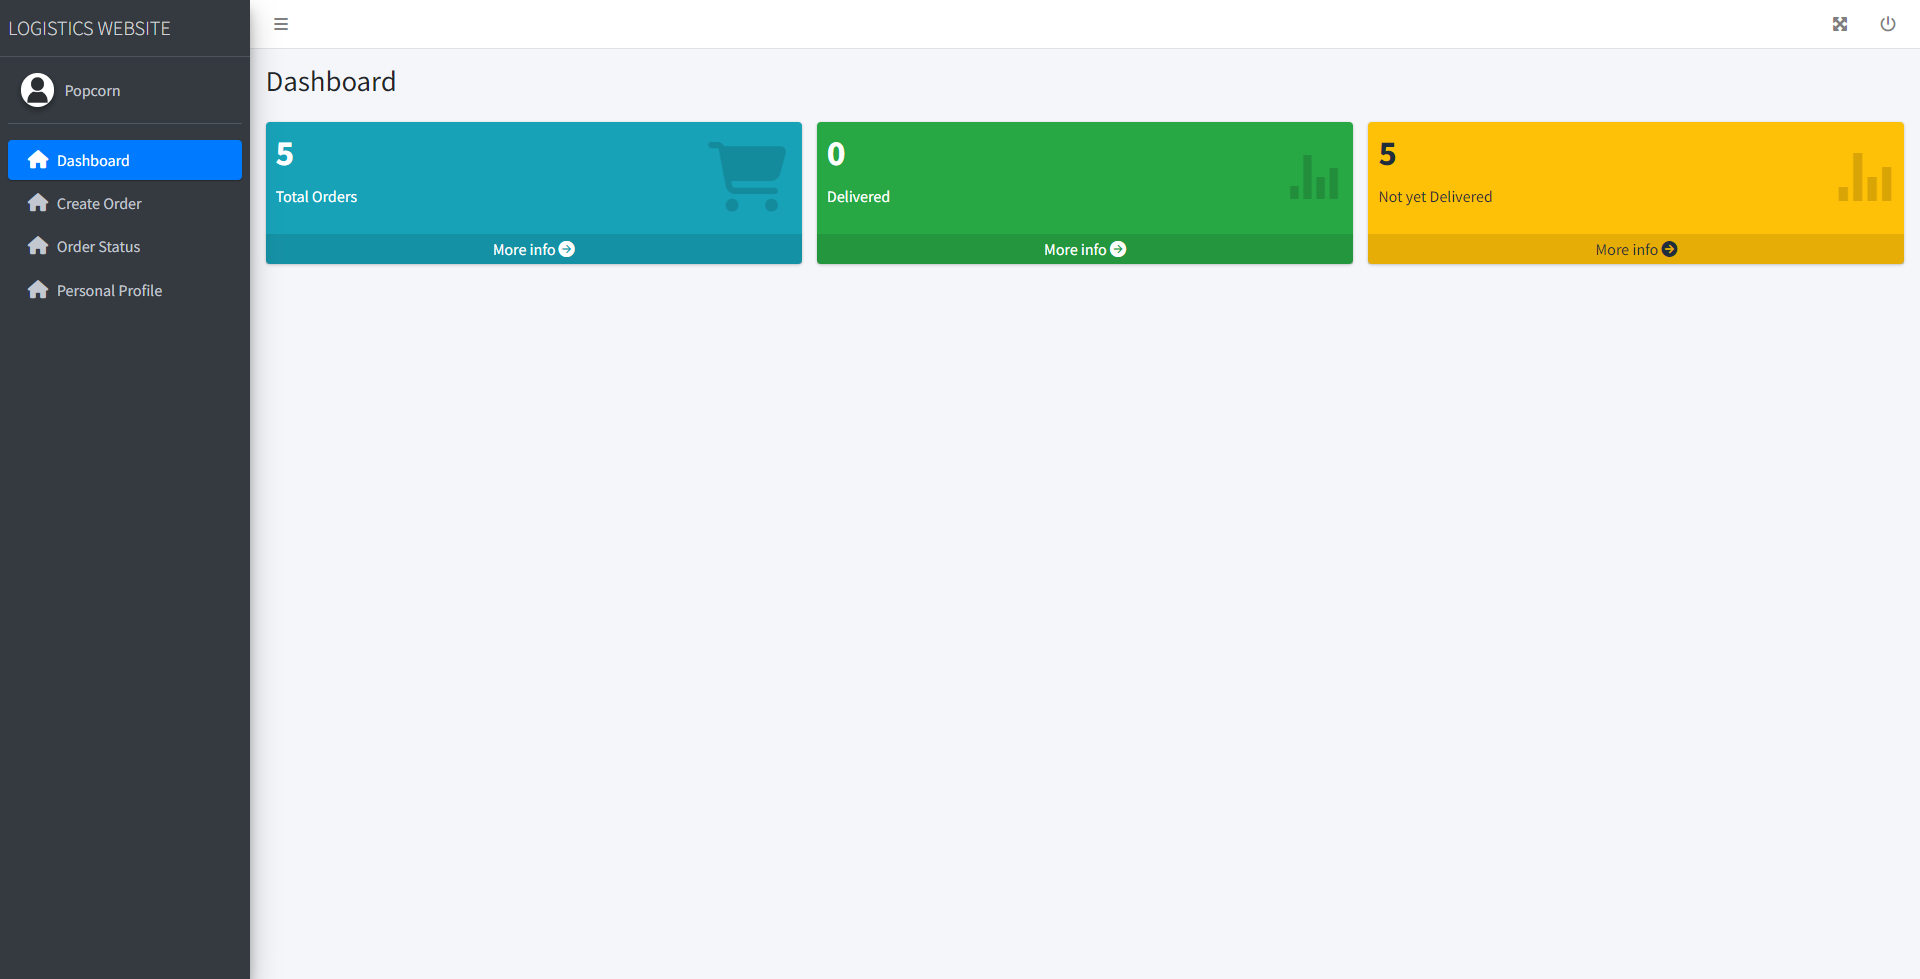 LOGISTICS WEBSITE
Popcorn
Dashboard
Create Order
Order Status
Personal Profile
Dashboard
5
Total Orders
More info
0
Delivered
More info
5
Not yet Delivered
More info